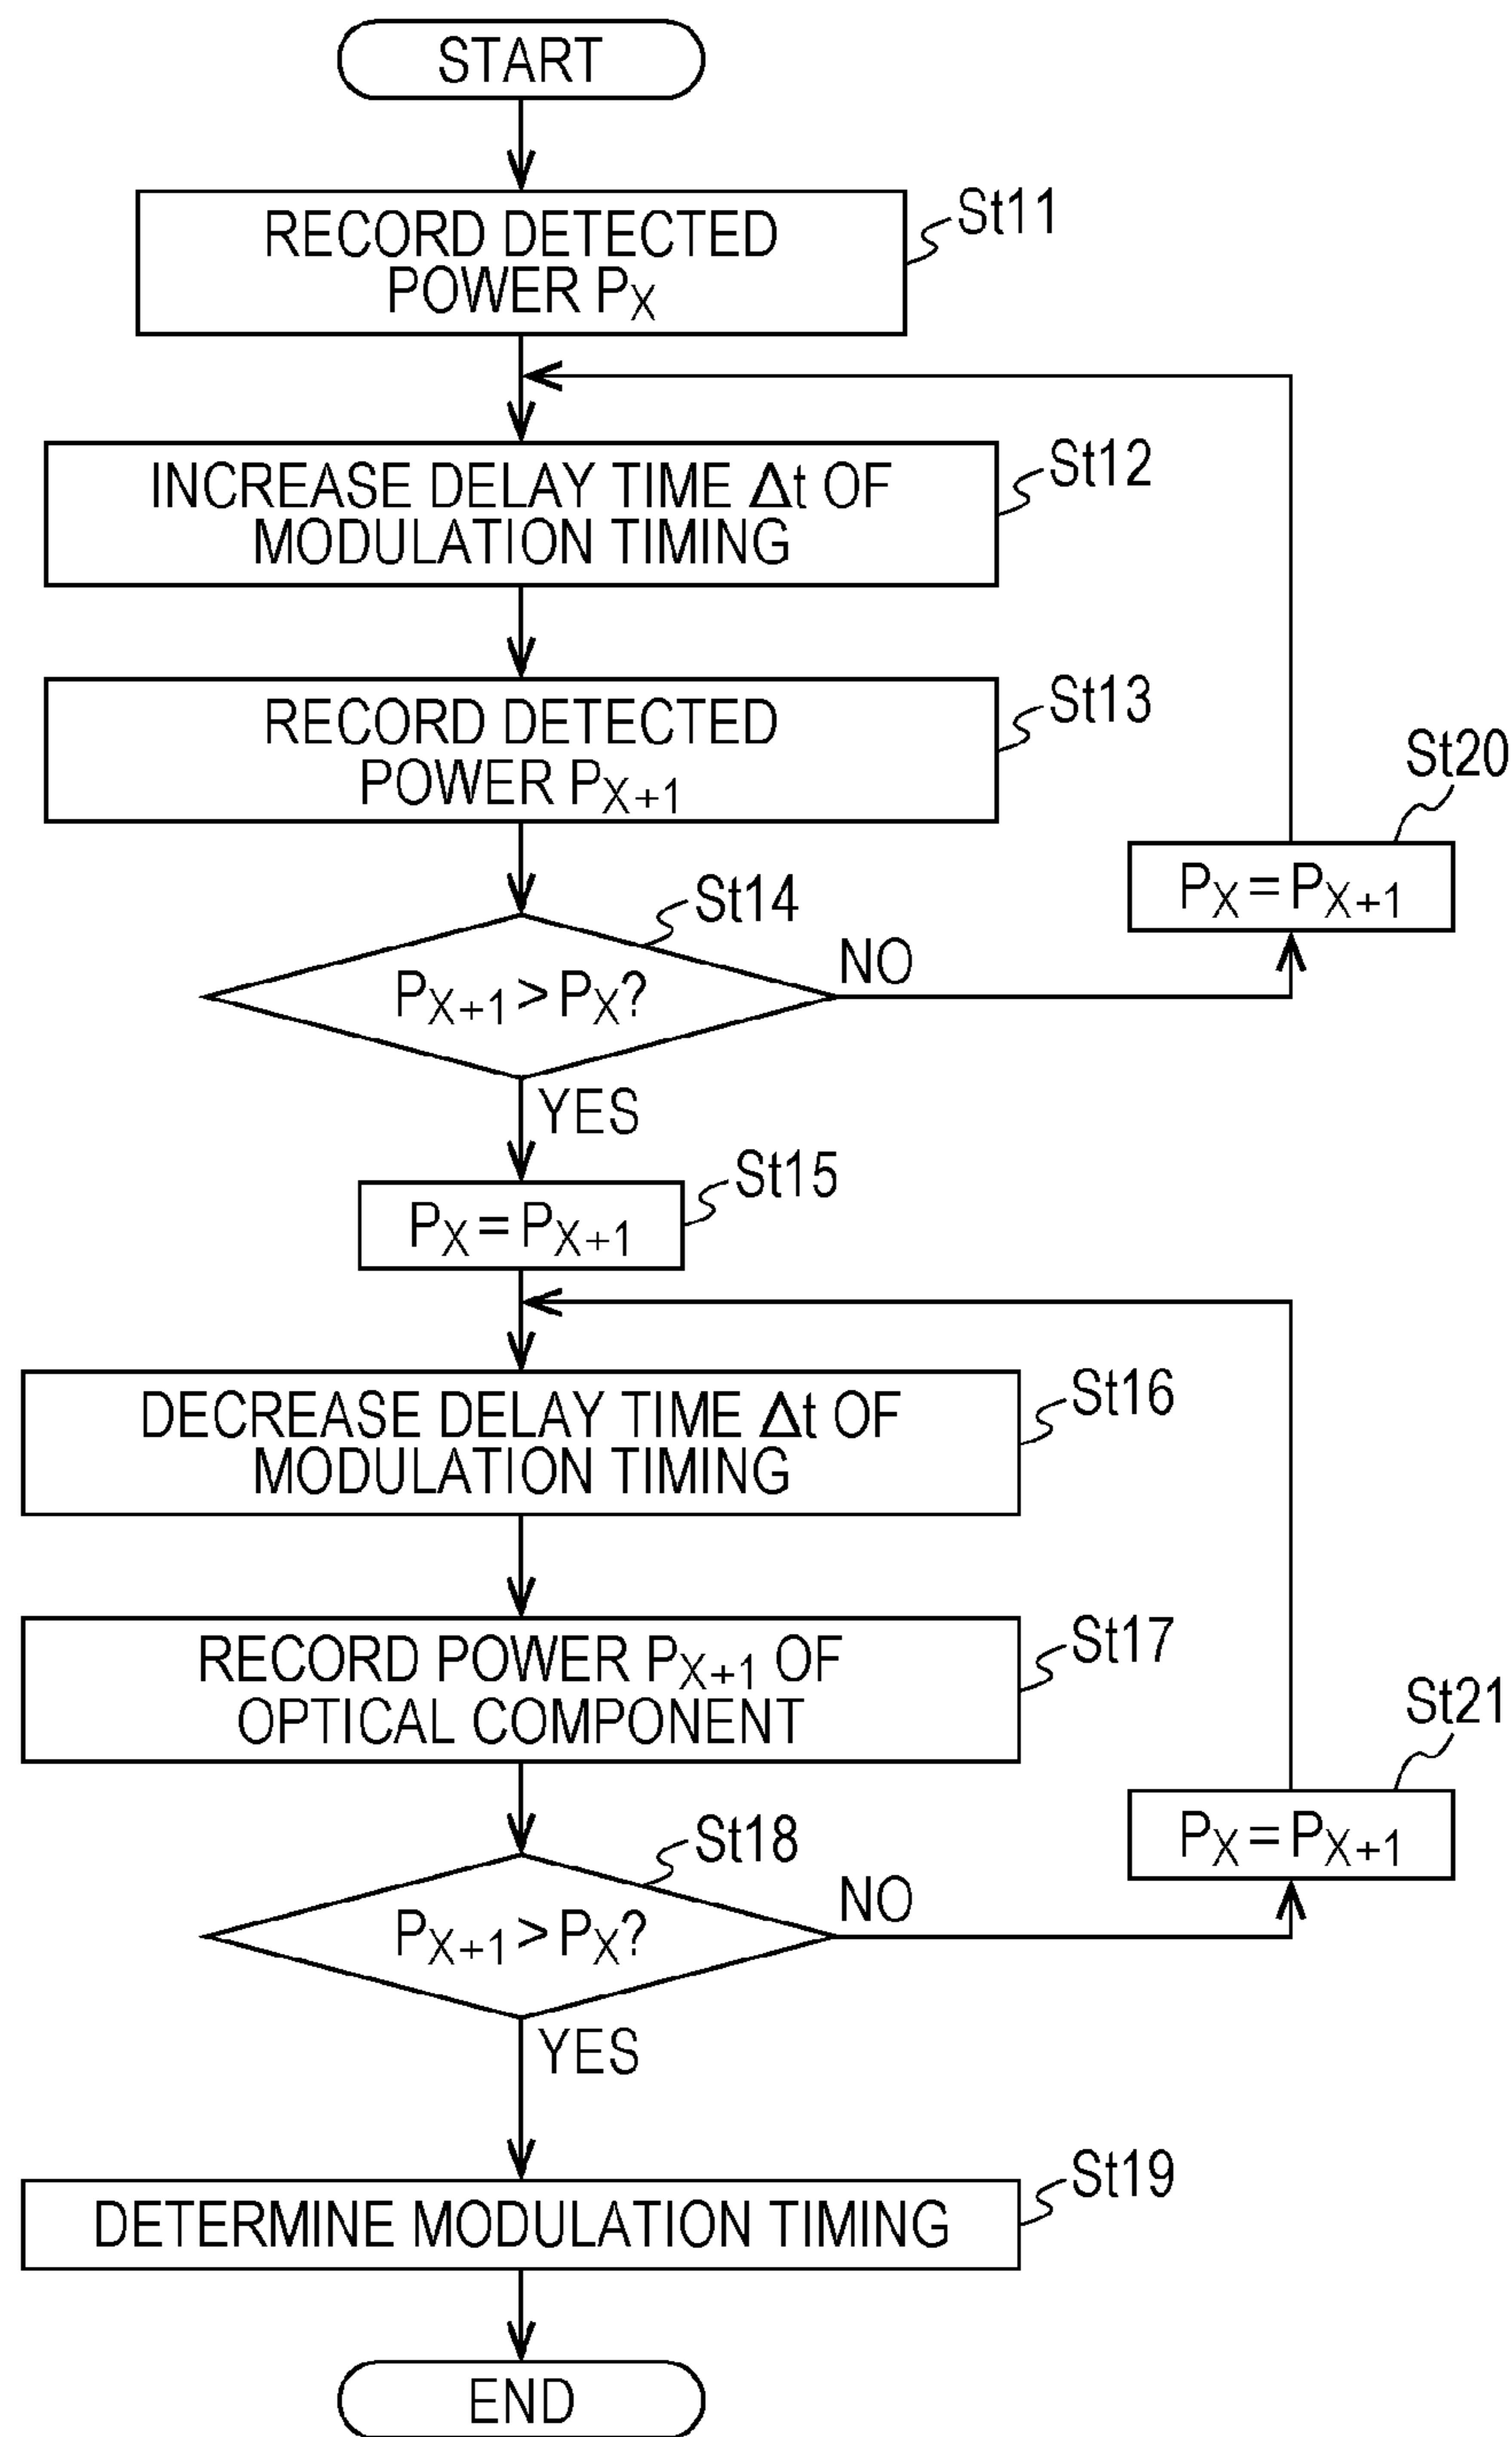 START
RECORD DETECTED
POWER PX
St11
INCREASE DELAY TIME Δt OF
MODULATION TIMING
St12
RECORD DETECTED
POWER PX+1
St13
St20
PX=PX+1
St14
PX+1>PX?
NO
YES
St15
PX=PX+1
DECREASE DELAY TIME Δt OF
MODULATION TIMING
St16
RECORD POWER PX+1 OF
OPTICAL COMPONENT
St17
St21
PX=PX+1
St18
PX+1>PX?
NO
YES
DETERMINE MODULATION TIMING
St19
END